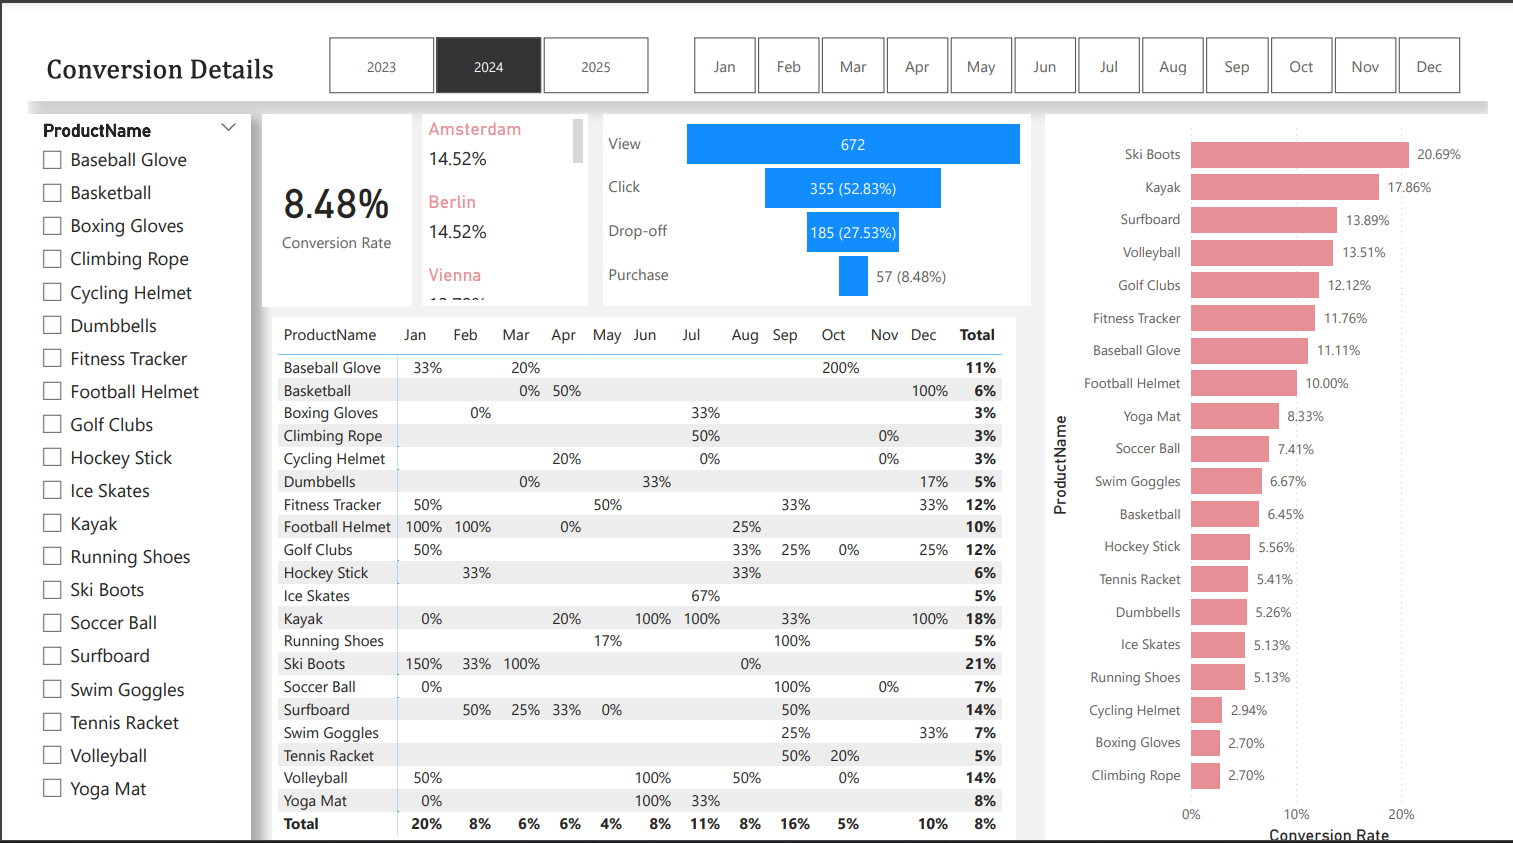 Conversion Details
2023
2024
2025
Jan
Feb
Mar
Apr
May
Jun
Jul
Aug
Sep
Oct
Nov
Dec
ProductName
Baseball Glove
Basketball
Boxing Gloves
Climbing Rope
Cycling Helmet
Dumbbells
Fitness Tracker
Football Helmet
Golf Clubs
Hockey Stick
Ice Skates
Kayak
Running Shoes
Ski Boots
Soccer Ball
Surfboard
Swim Goggles
Tennis Racket
Volleyball
Yoga Mat
8.48%
Conversion Rate
Amsterdam
14.52%
Berlin
14.52%
Vienna
View 672
Click 355 (52.83%)
Drop-off 185 (27.53%)
Purchase 57 (8.48%)
ProductName Jan Feb Mar Apr May Jun Jul Aug Sep Oct Nov Dec Total
Baseball Glove 33% 20% 200% 11%
Basketball 0% 50% 100% 6%
Boxing Gloves 0% 33% 3%
Climbing Rope 50% 0% 3%
Cycling Helmet 20% 0% 0% 3%
Dumbbells 0% 33% 17% 5%
Fitness Tracker 50% 50% 33% 33% 12%
Football Helmet 100% 100% 0% 25% 10%
Golf Clubs 50% 33% 25% 0% 25% 12%
Hockey Stick 33% 33% 6%
Ice Skates 67% 5%
Kayak 0% 20% 100% 100% 33% 100% 18%
Running Shoes 17% 100% 5%
Ski Boots 150% 33% 100% 0% 21%
Soccer Ball 0% 100% 0% 7%
Surfboard 50% 25% 33% 0% 50% 14%
Swim Goggles 25% 33% 7%
Tennis Racket 50% 20% 5%
Volleyball 50% 100% 50% 0% 14%
Yoga Mat 0% 100% 33% 8%
Total 20% 8% 6% 6% 4% 8% 11% 8% 16% 5% 10% 8%
ProductName
Ski Boots 20.69%
Kayak 17.86%
Surfboard 13.89%
Volleyball 13.51%
Golf Clubs 12.12%
Fitness Tracker 11.76%
Baseball Glove 11.11%
Football Helmet 10.00%
Yoga Mat 8.33%
Soccer Ball 7.41%
Swim Goggles 6.67%
Basketball 6.45%
Hockey Stick 5.56%
Tennis Racket 5.41%
Dumbbells 5.26%
Ice Skates 5.13%
Running Shoes 5.13%
Cycling Helmet 2.94%
Boxing Gloves 2.70%
Climbing Rope 2.70%
0% 10% 20%
Conversion Rate